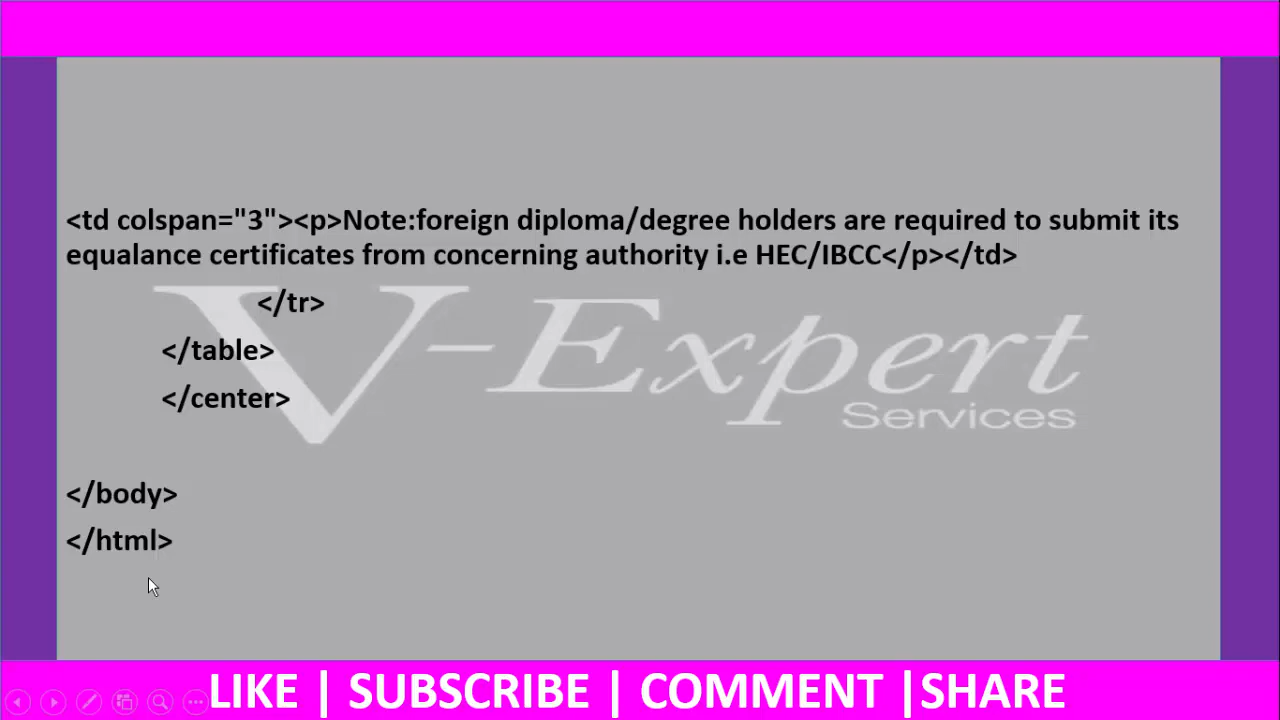 <td colspan="3"><p>Note:foreign diploma/degree holders are required to submit its
equalance certificates from concerning authority i.e HEC/IBCC</p></td>
</tr>
</table>
</center>
V-Expert
Services
</body>
</html>
LIKE | SUBSCRIBE | COMMENT |SHARE